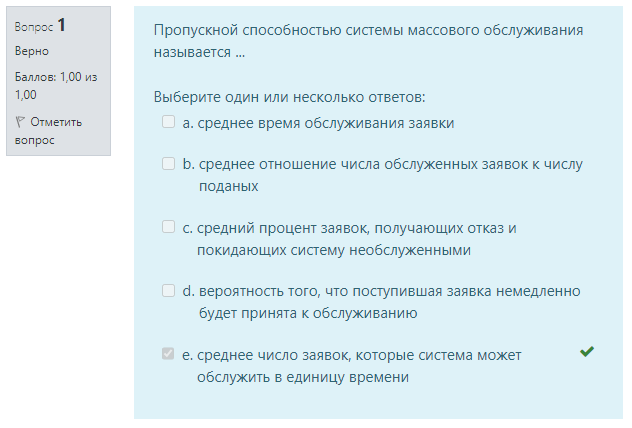 Вопрос 1
Верно
Баллов: 1,00 из
1,00
Отметить
вопрос
Пропускной способностью системы массового обслуживания
называется ...
Выберите один или несколько ответов:
a. среднее время обслуживания заявки
b. среднее отношение числа обслуженных заявок к числу
поданых
c. средний процент заявок, получающих отказ и
покидающих систему необслуженными
d. вероятность того, что поступившая заявка немедленно
будет принята к обслуживанию
e. среднее число заявок, которые система может
обслужить в единицу времени